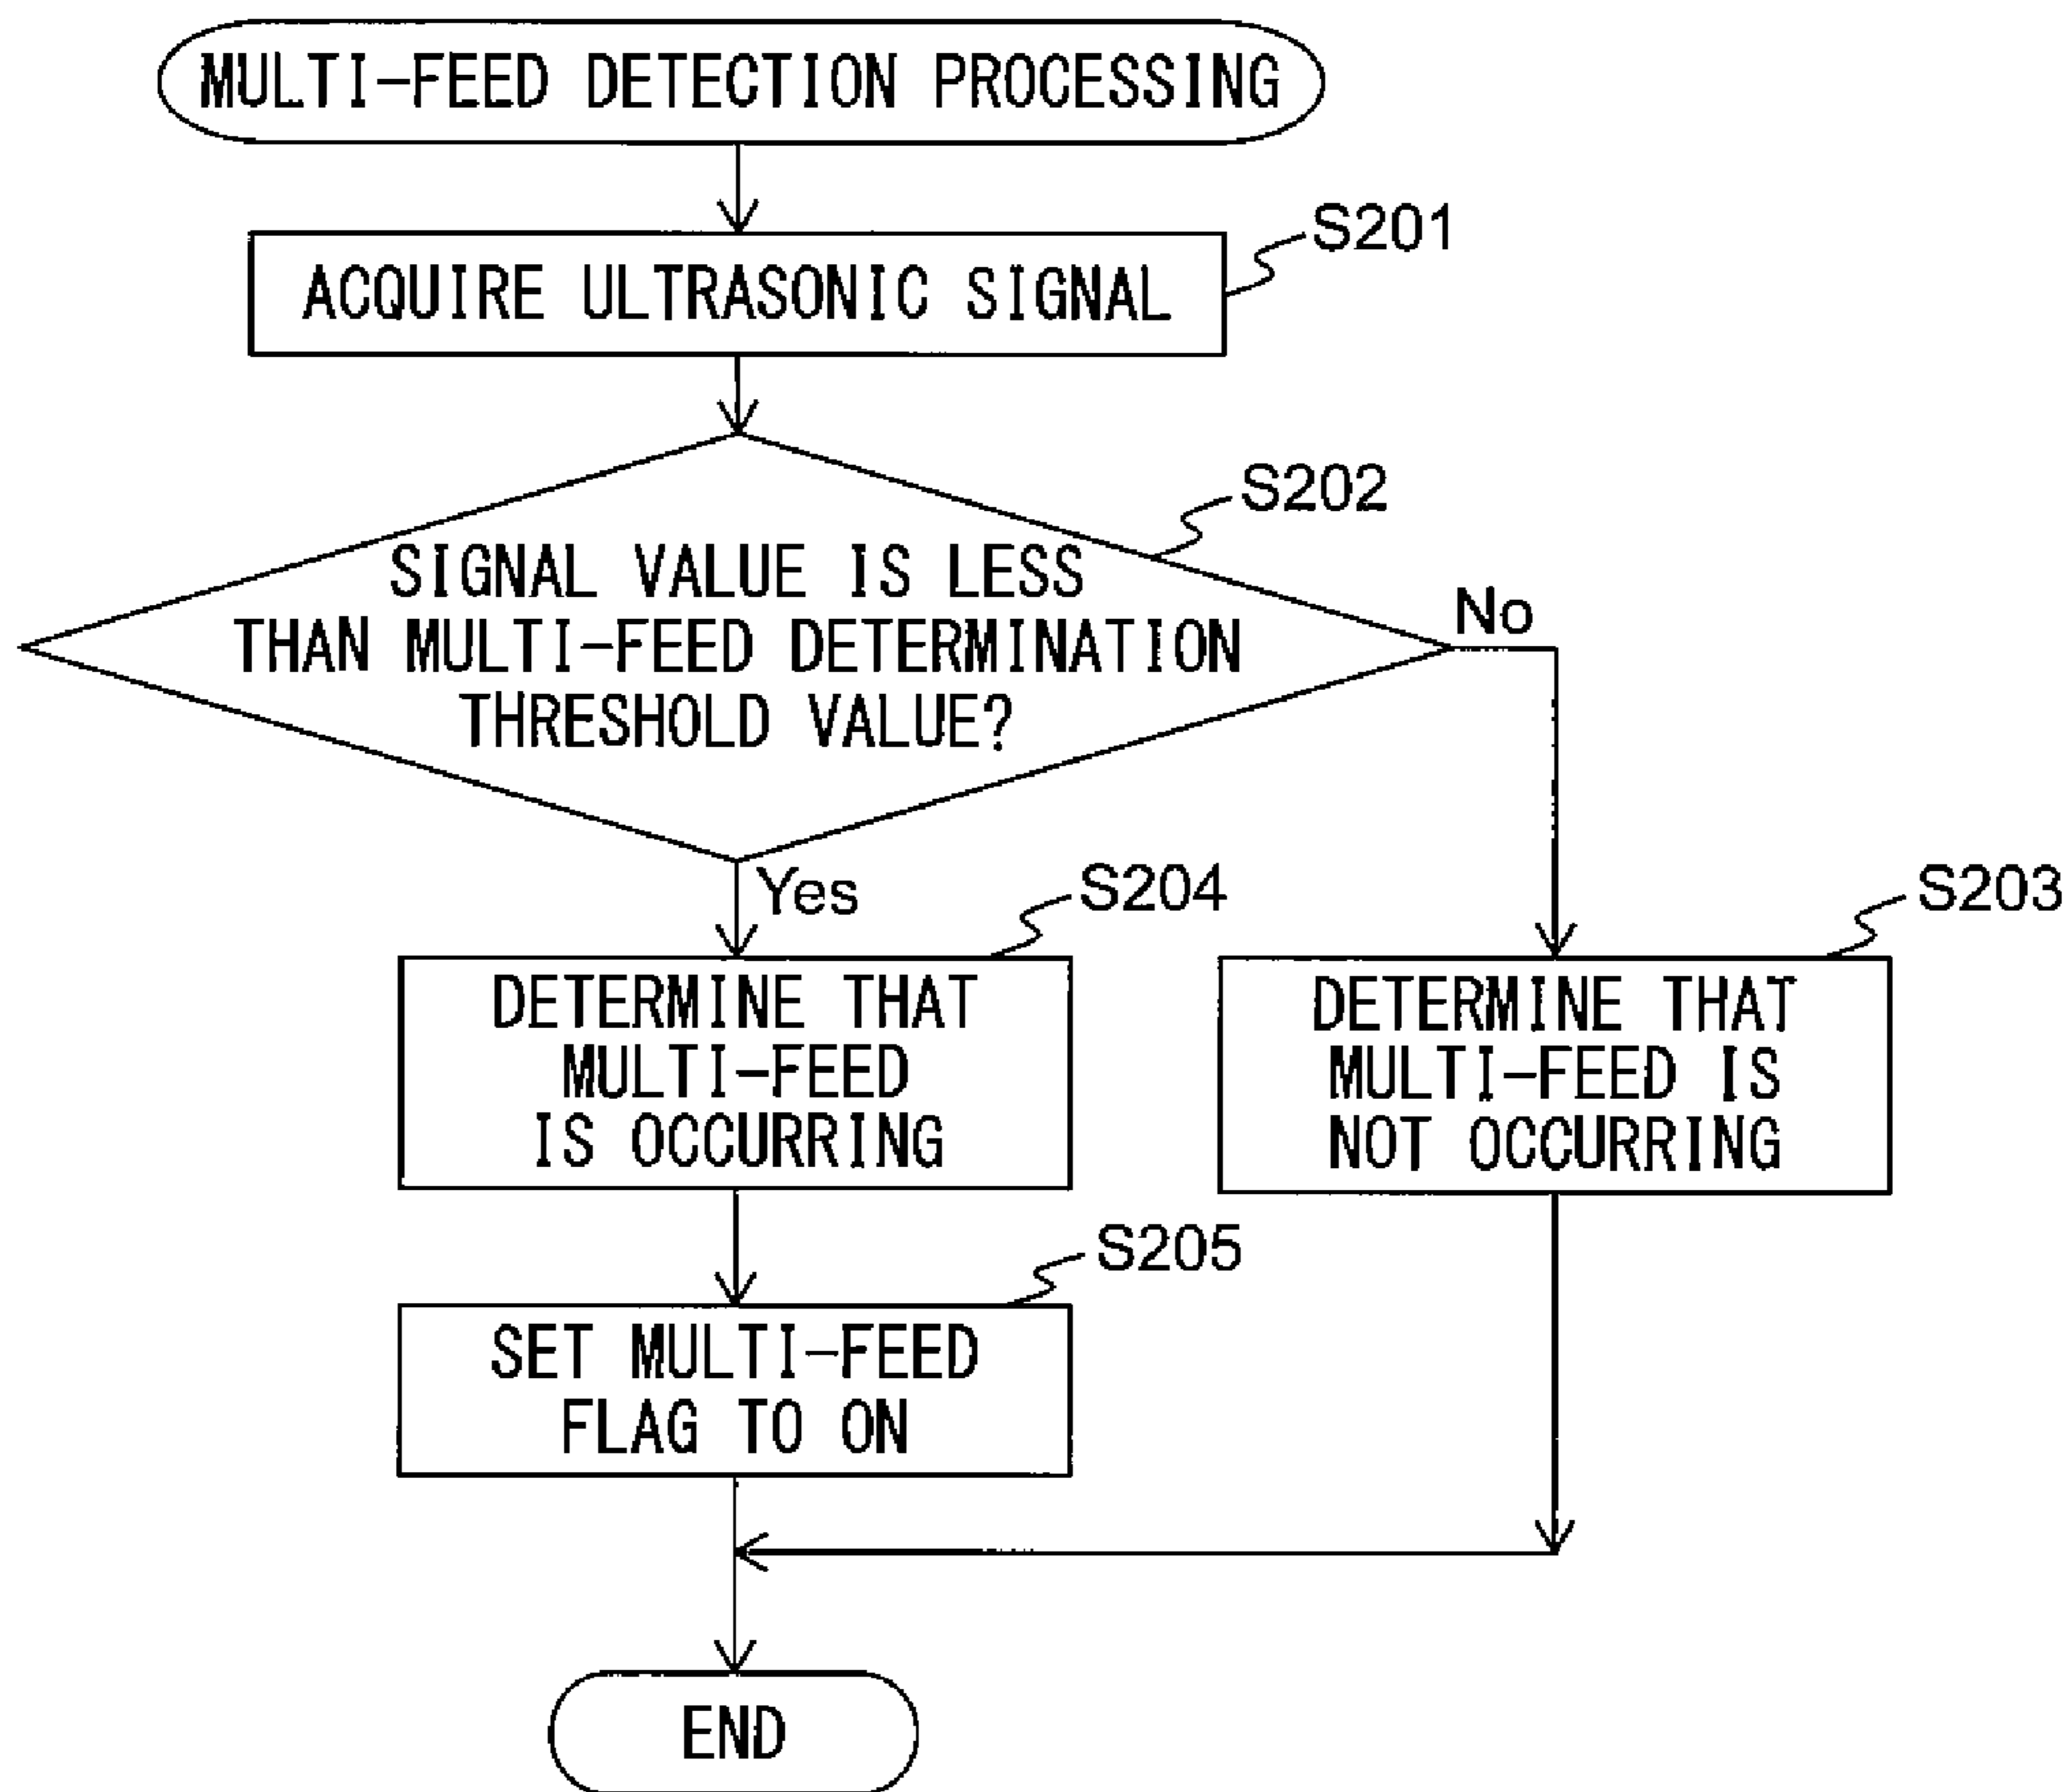 MULTI-FEED DETECTION PROCESSING
S201
ACQUIRE ULTRASONIC SIGNAL
S202
SIGNAL VALUE IS LESS
THAN MULTI-FEED DETERMINATION
THRESHOLD VALUE?
No
Yes
S204
DETERMINE THAT
MULTI-FEED
IS OCCURRING
S203
DETERMINE THAT
MULTI-FEED IS
NOT OCCURRING
S205
SET MULTI-FEED
FLAG TO ON
END